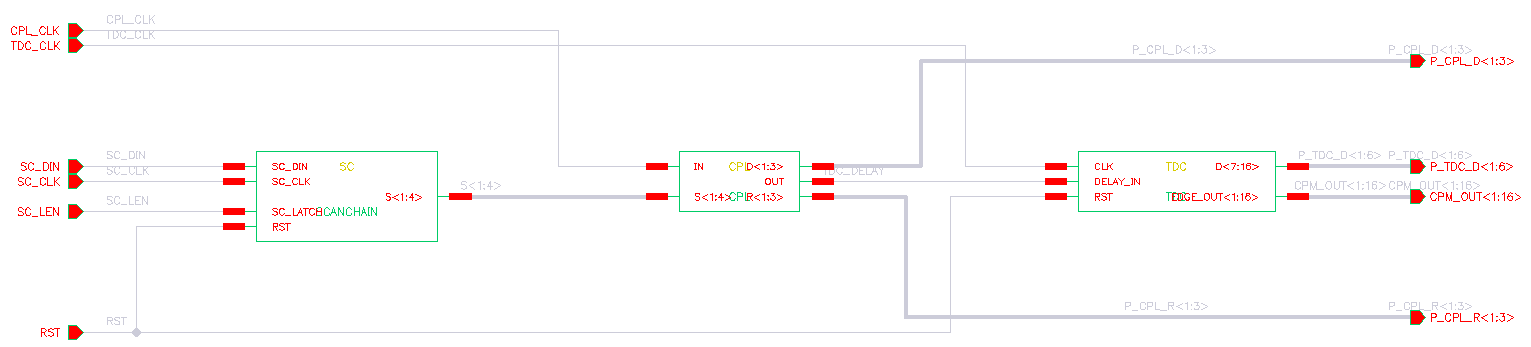 CPL_CLK
CPL_CLK
TDC_CLK
TDC_CLK
P_CPL_D<1:3>
P_CPL_D<1:3>
P_CPL_D<1:3>
SC_DIN
SC_DIN
SC_DIN
SC
IN
CPL
D<1:3>
CLK
TDC
D<7:16>
P_TDC_D<1:6>
P_TDC_D<1:6>
P_TDC_D<1:6>
SC_CLK
SC_CLK
SC_CLK
OUT
TDC_DELAY
DELAY_IN
S<1:4>
S<1:4>
S<1:4>
CPL
R<1:3>
RST
TDC
EDGE_OUT<1:16>
CPM_OUT<1:16>
CPM_OUT<1:16>
CPM_OUT<1:16>
SC_LEN
SC_LEN
SC_LATCH
SCANCHAIN
RST
P_CPL_R<1:3>
P_CPL_R<1:3>
P_CPL_R<1:3>
RST
RST